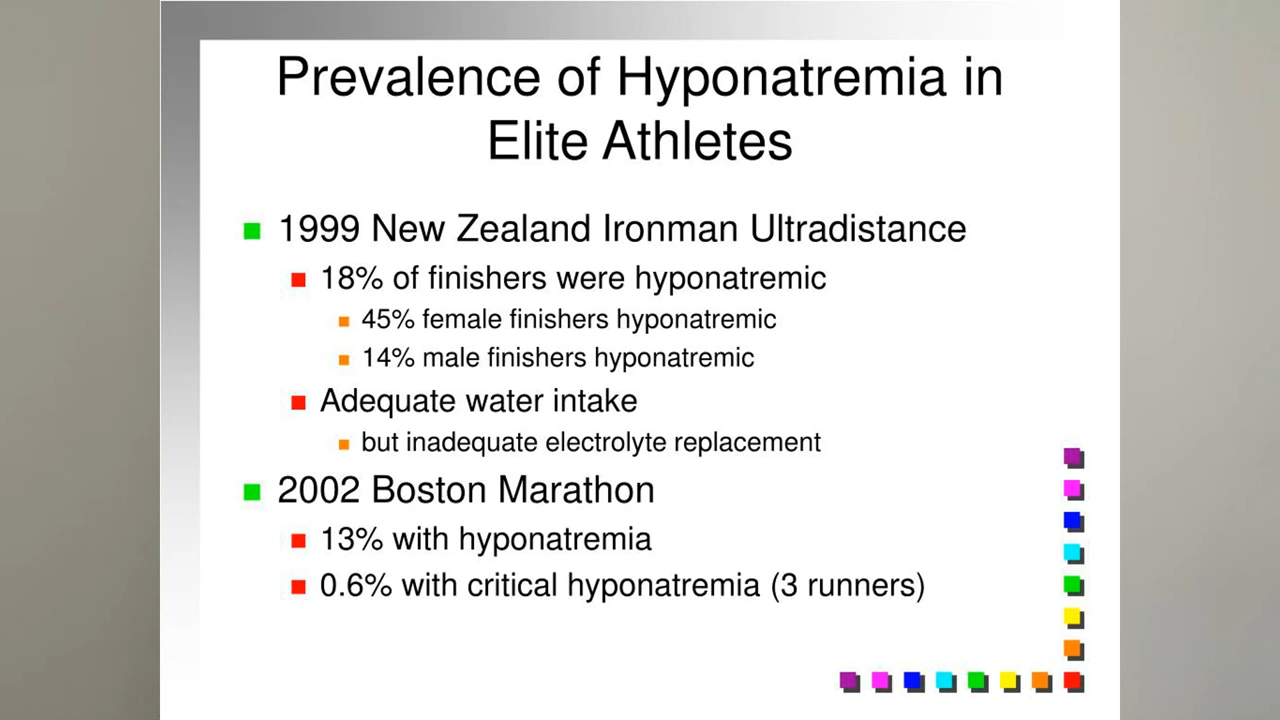 Prevalence of Hyponatremia in
Elite Athletes
1999 New Zealand Ironman Ultradistance
18% of finishers were hyponatremic
45% female finishers hyponatremic
14% male finishers hyponatremic
Adequate water intake
but inadequate electrolyte replacement
2002 Boston Marathon
13% with hyponatremia
0.6% with critical hyponatremia (3 runners)